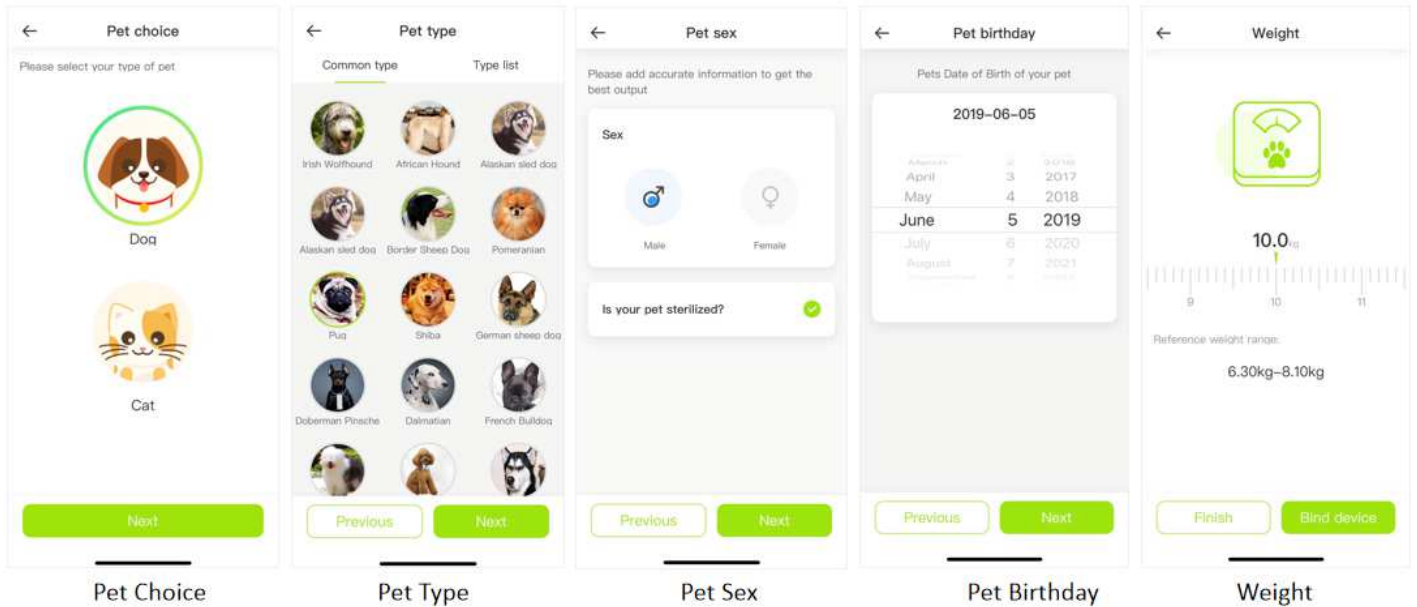 Pet choice
Please select your type of pet
Dog
Cat
Next
Pet Choice
Pet type
Common type Type list
Irish Wolfhound African Hound Alaskan sled dog
Alaskan sled dog Border Sheep Dog Pomeranian
Pug Shiba German sheep dog
Doberman Pinsche Dalmatian French Bulldog
Previous Next
Pet Type
Pet sex
Please add accurate information to get the
best output
Sex
Male Female
Is your pet sterilized?
Previous Next
Pet Sex
Pet birthday
Pets Date of Birth of your pet
2019-06-05
April 3 2017
May 4 2018
June 5 2019
July 6 2020
August 7 2021
Previous Next
Pet Birthday
Weight
10.0kg
9 10 11
Reference weight range:
6.30kg-8.10kg
Finish Bind device
Weight